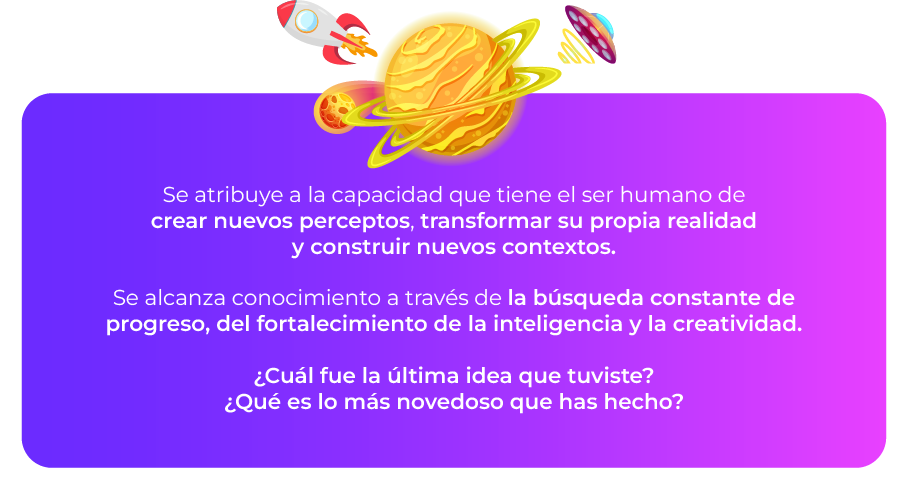 Se atribuye a la capacidad que tiene el ser humano de
crear nuevos perceptos, transformar su propia realidad
y construir nuevos contextos.
Se alcanza conocimiento a través de la búsqueda constante de
progreso, del fortalecimiento de la inteligencia y la creatividad.
¿Cuál fue la última idea que tuviste?
¿Qué es lo más novedoso que has hecho?